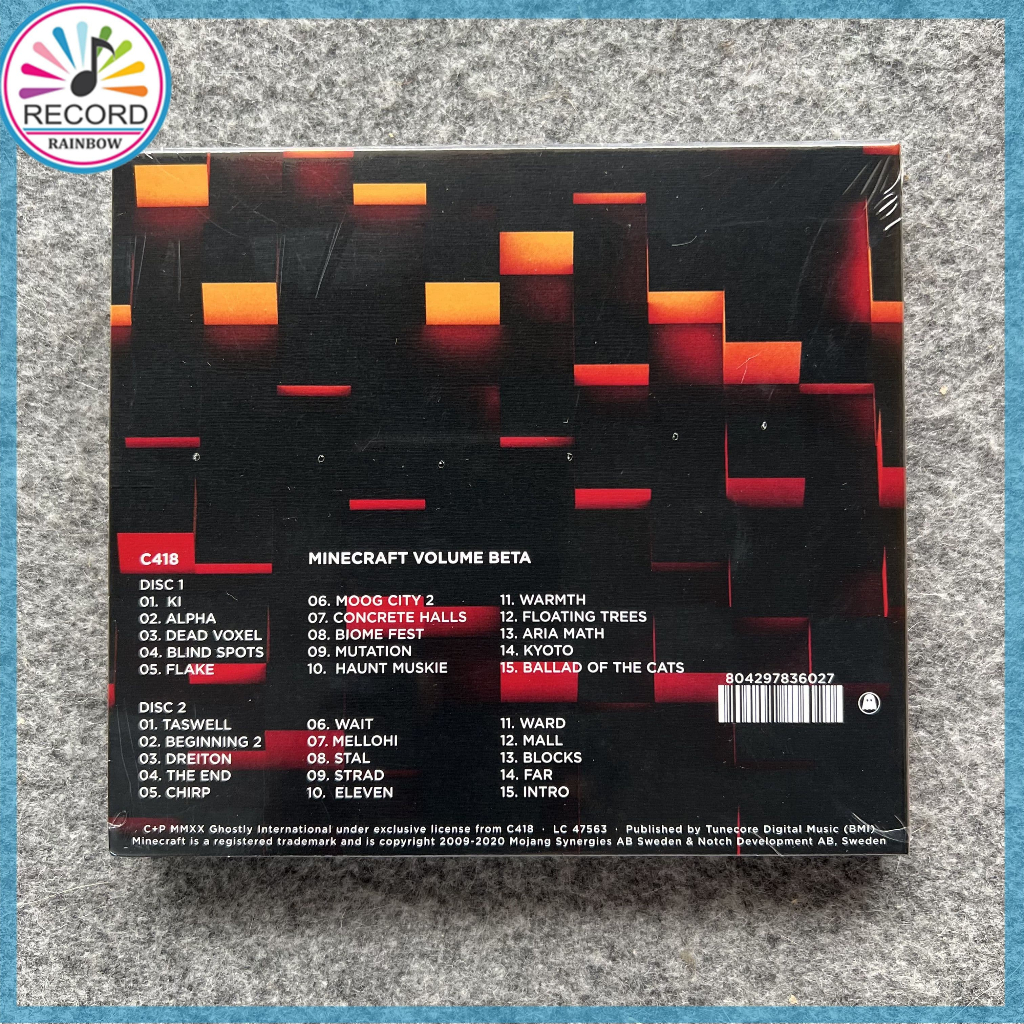 RECORD
RAINBOW
C418 MINECRAFT VOLUME BETA
DISC 1
01. KI
02. ALPHA
03. DEAD VOXEL
04. BLIND SPOTS
05. FLAKE
06. MOOG CITY 2
07. CONCRETE HALLS
08. BIOME FEST
09. MUTATION
10. HAUNT MUSKIE
11. WARMTH
12. FLOATING TREES
13. ARIA MATH
14. KYOTO
15. BALLAD OF THE CATS
804297836027
DISC 2
01. TASWELL
02. BEGINNING 2
03. DREITON
04. THE END
05. CHIRP
06. WAIT
07. MELLOHI
08. STAL
09. STRAD
10. ELEVEN
11. WARD
12. MALL
13. BLOCKS
14. FAR
15. INTRO
C+P MMXX Ghostly International under exclusive license from C418 · LC 47563 · Published by Tunecore Digital Music (BMI)
Minecraft is a registered trademark and is copyright 2009-2020 Mojang Synergies AB Sweden & Notch Development AB, Sweden